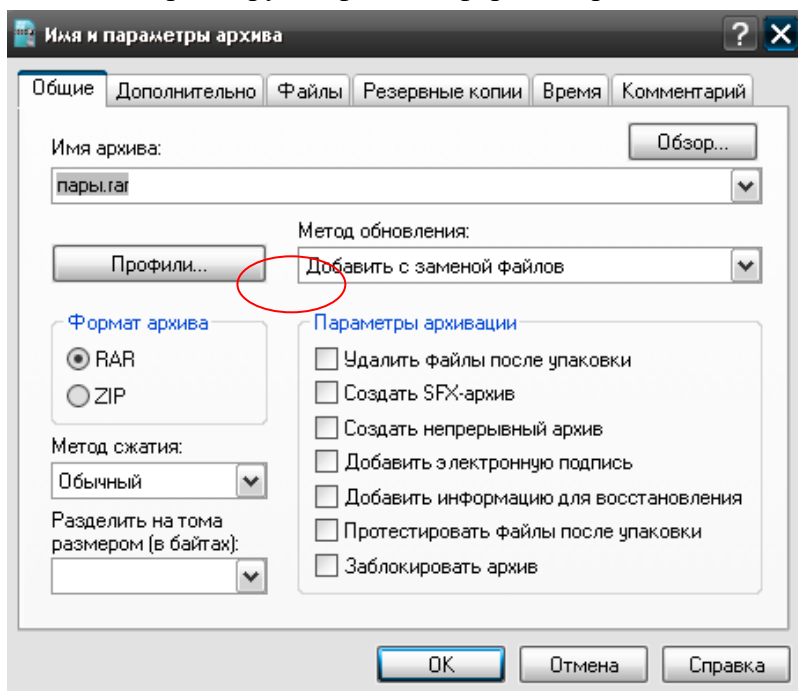 Имя и параметры архива
Общие Дополнительно Файлы Резервные копии Время Комментарий
Имя архива:
Обзор...
пары.rar
Метод обновления:
Профили...
Добавить с заменой файлов
Формат архива
RAR
ZIP
Метод сжатия:
Обычный
Разделить на тома
размером (в байтах):
Параметры архивации
Удалить файлы после упаковки
Создать SFX-архив
Создать непрерывный архив
Добавить электронную подпись
Добавить информацию для восстановления
Протестировать файлы после упаковки
Заблокировать архив
OK Отмена Справка